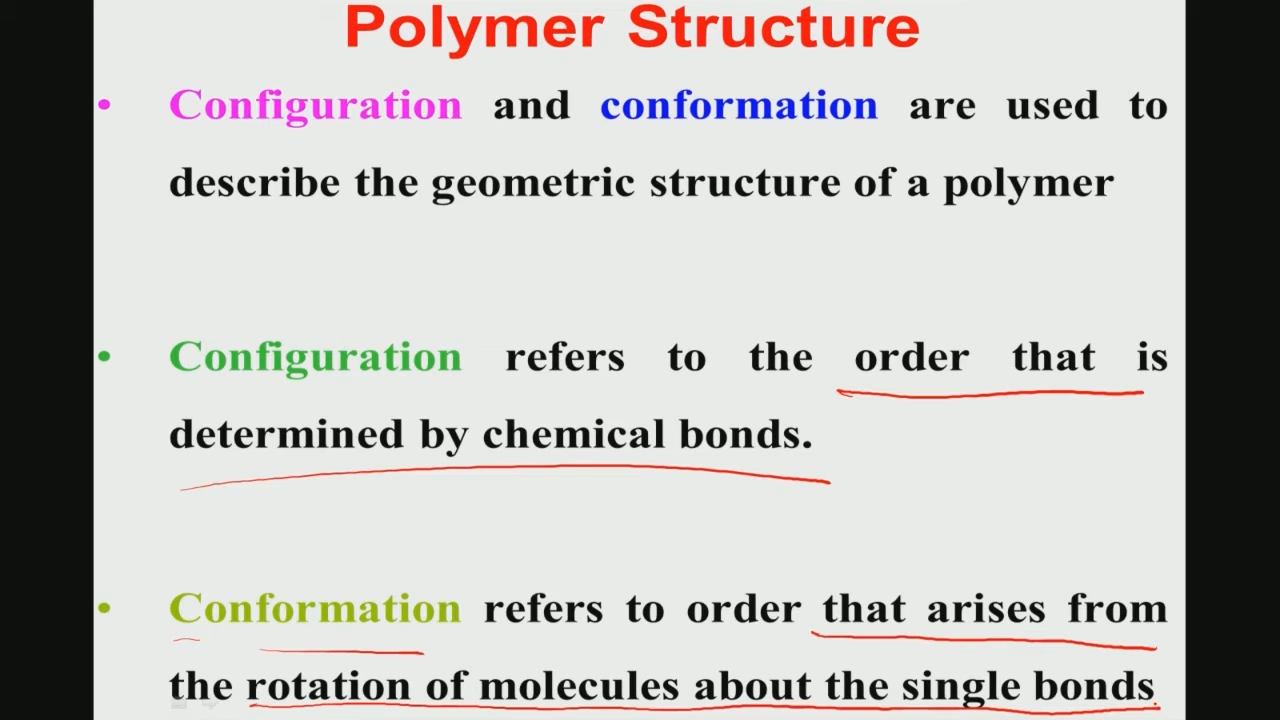 Polymer Structure
• Configuration and conformation are used to
describe the geometric structure of a polymer
• Configuration refers to the order that is
determined by chemical bonds.
• Conformation refers to order that arises from
the rotation of molecules about the single bonds